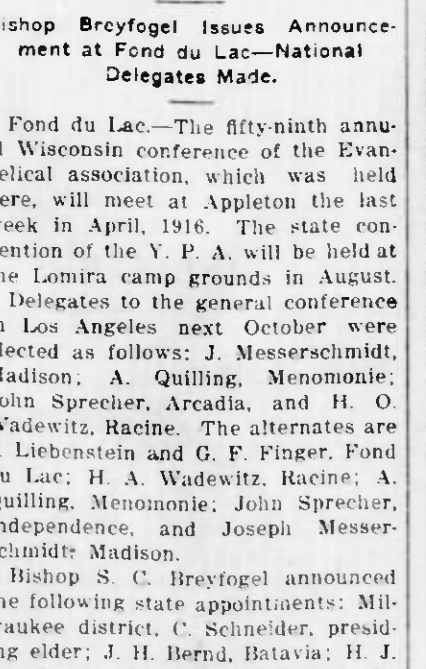 ishop Breyfogel Issues Announce-
ment at Fond du Lac—National
Delegates Made.
Fond du Lac.—The fifty-ninth annu-
l Wisconsin conference of the Evan-
elical association, which was held
ere, will meet at Appleton the last
eek in April, 1916. The state con-
ention of the Y. P. A. will be held at
he Lomira camp grounds in August.
Delegates to the general conference
n Los Angeles next October were
lected as follows: J. Messerschmidt,
Madison; A. Quilling, Menomonie;
ohn Sprecher, Arcadia, and H. O.
Wadewitz, Racine. The alternates are
. Liebenstein and G. F. Finger, Fond
u Lac; H. A. Wadewitz, Racine; A.
Quilling, Menomonie; John Sprecher,
ndependence, and Joseph Messer-
chmidt, Madison.
Bishop S. C. Breyfogel announced
he following state appointments: Mil-
waukee district, C. Schneider, presid-
ng elder; J. H. Bernd, Batavia; H. J.